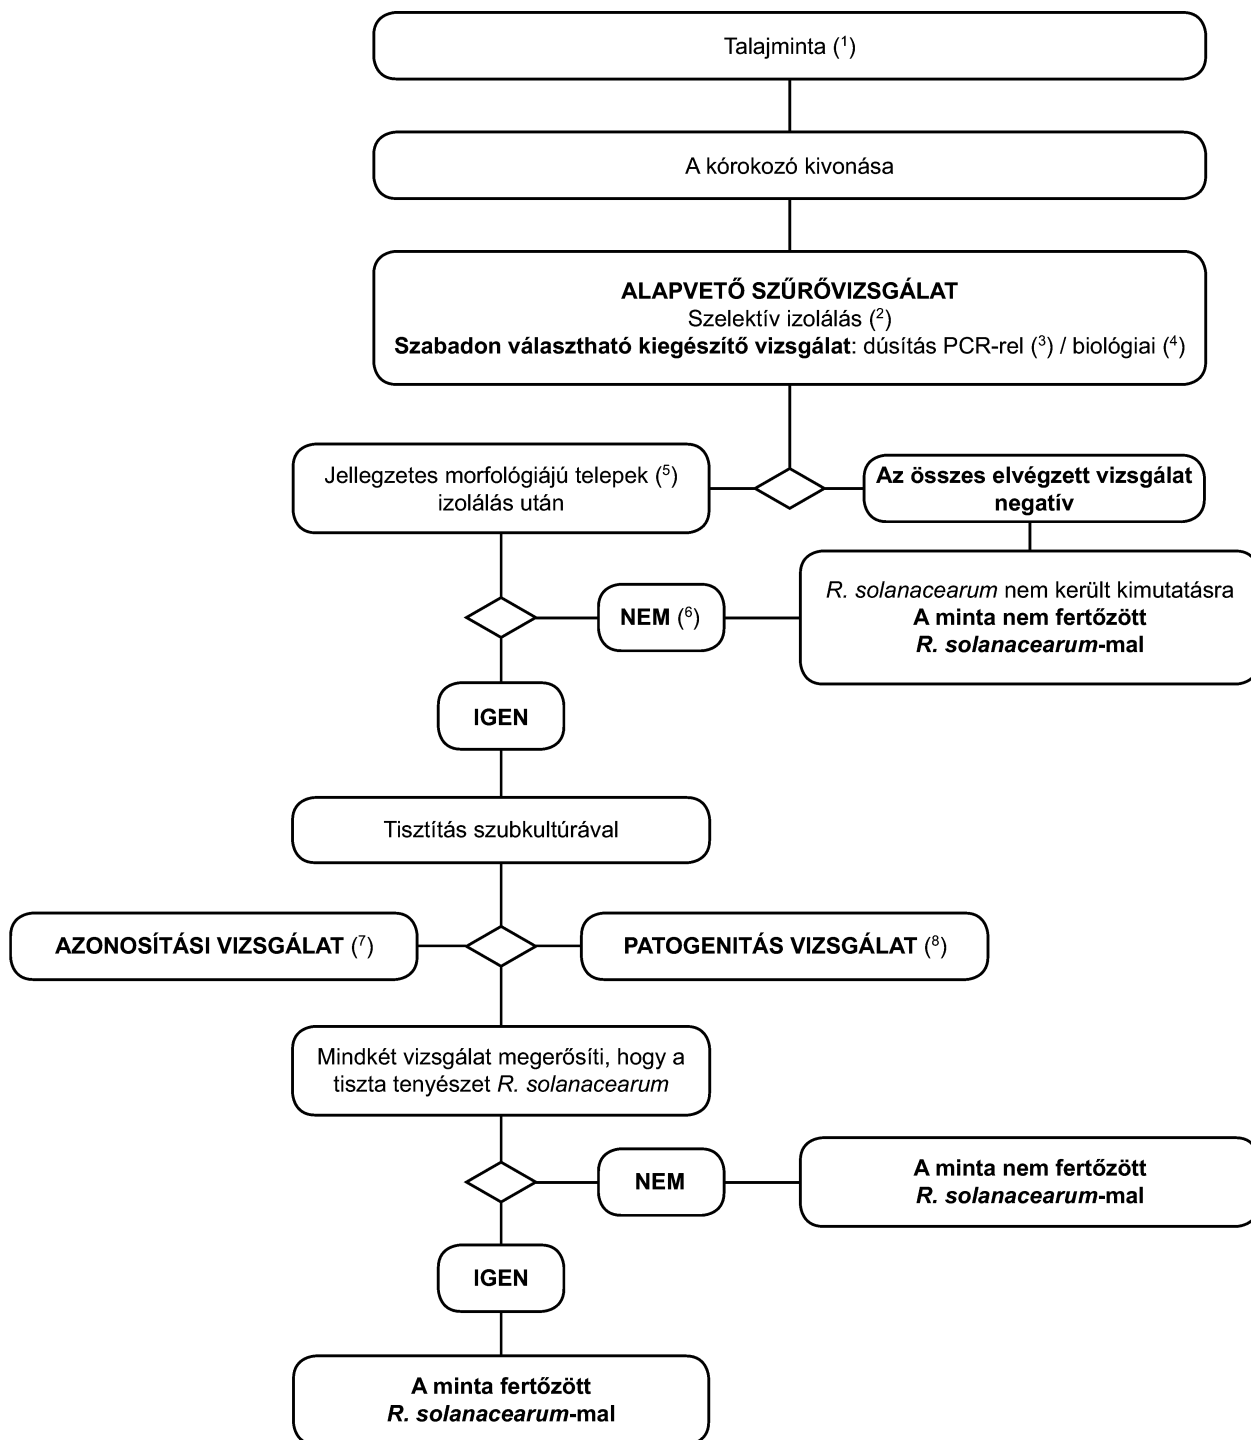 Talajminta (¹)
A kórokozó kivonása
ALAPVETŐ SZŰRŐVIZSGÁLAT
Szelektív izolálás (²)
Szabadon választható kiegészítő vizsgálat: dúsítás PCR-rel (³) / biológiai (⁴)
Jellegzetes morfológiájú telepek (⁵)
izolálás után
Az összes elvégzett vizsgálat
negatív
R. solanacearum nem került kimutatásra
A minta nem fertőzött
R. solanacearum-mal
NEM (⁶)
IGEN
Tisztítás szubkultúrával
AZONOSÍTÁSI VIZSGÁLAT (⁷)
PATOGENITÁS VIZSGÁLAT (⁸)
Mindkét vizsgálat megerősíti, hogy a
tiszta tenyészet R. solanacearum
NEM
A minta nem fertőzött
R. solanacearum-mal
IGEN
A minta fertőzött
R. solanacearum-mal